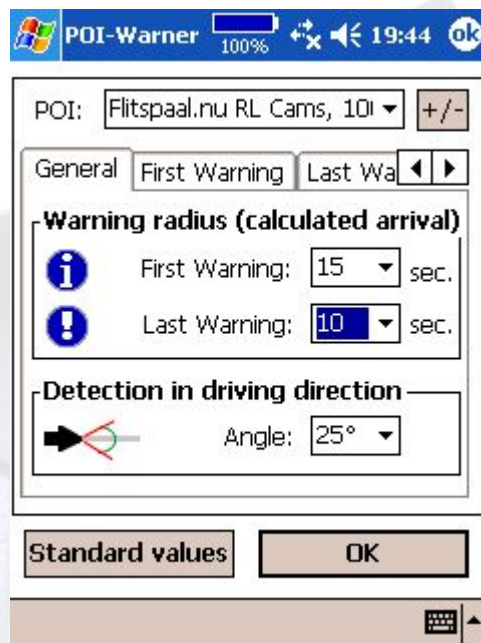 POI-Warner 100% 19:44 ok
POI: Flitspaal.nu RL Cams, 10 +/-
General First Warning Last Wa
Warning radius (calculated arrival)
First Warning: 15 sec.
Last Warning: 10 sec.
Detection in driving direction
Angle: 25°
Standard values OK